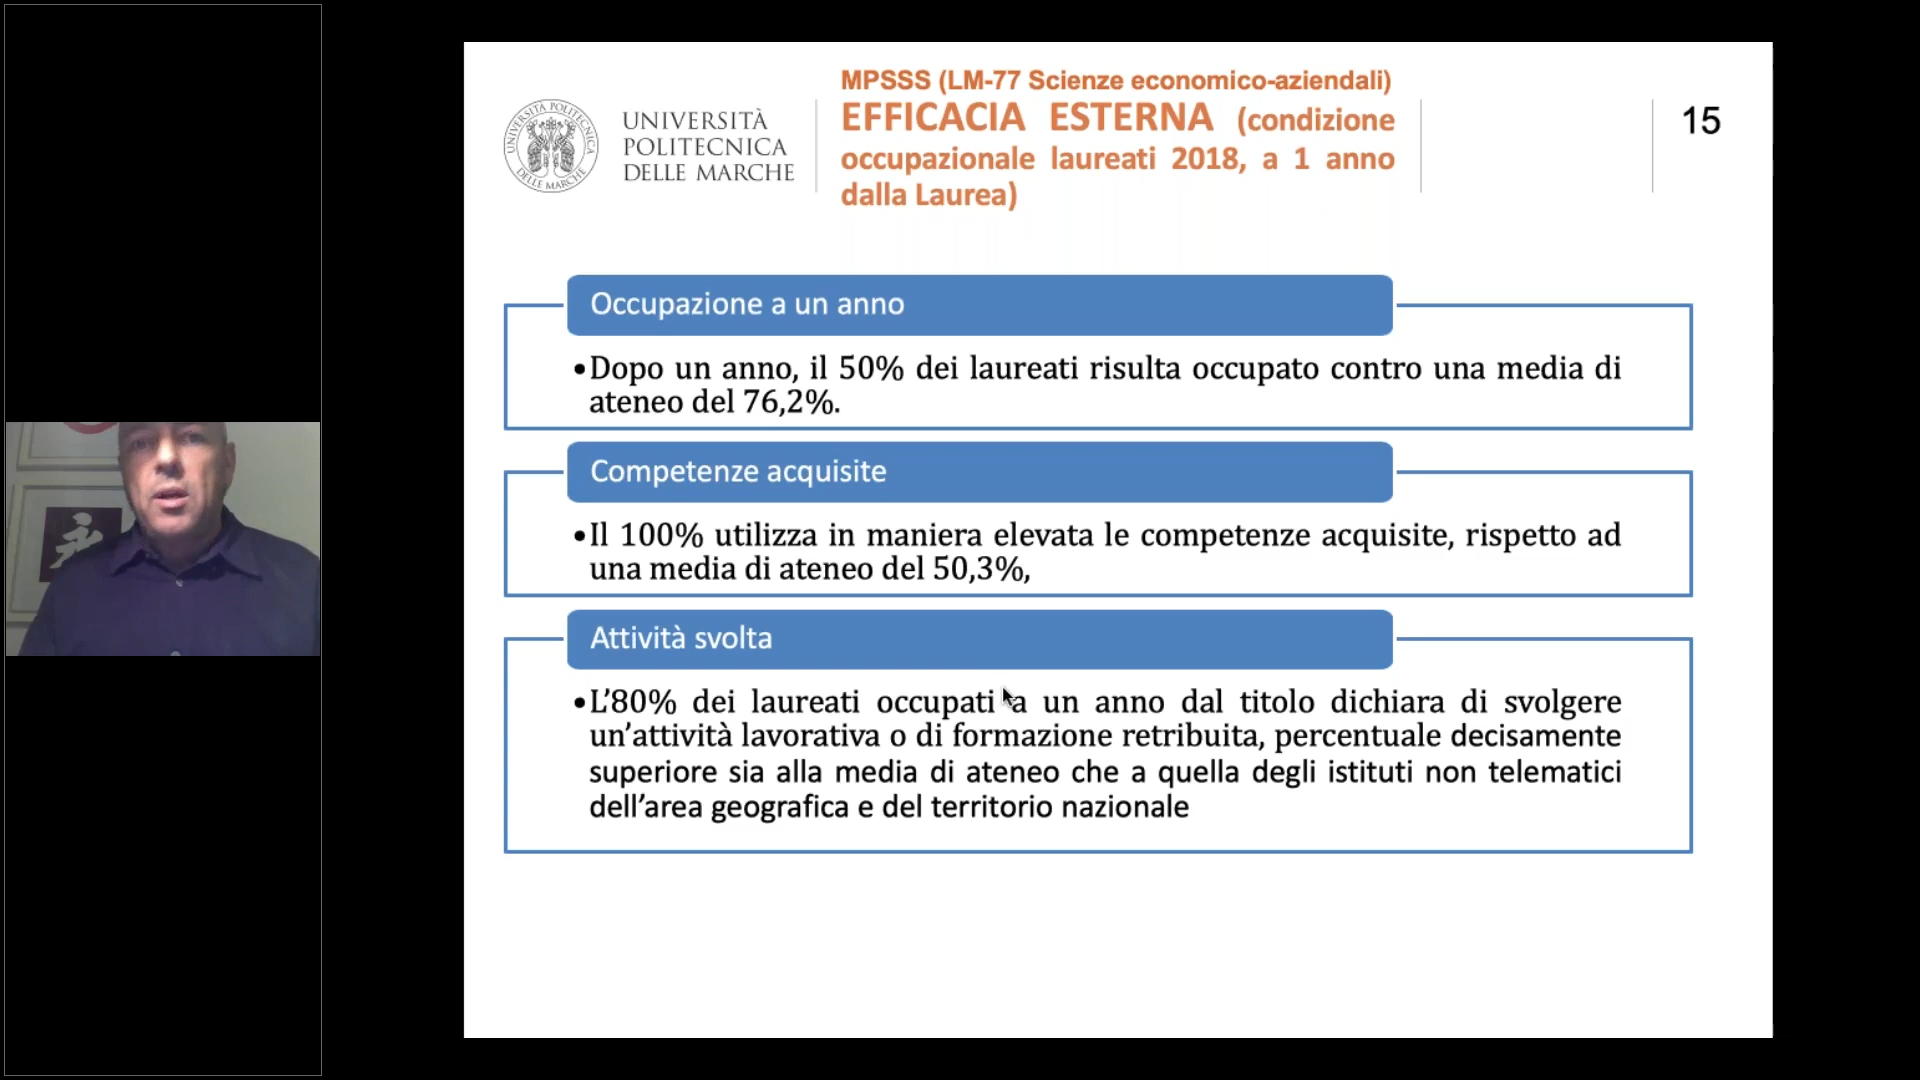 MPSSS (LM-77 Scienze economico-aziendali)
EFFICACIA ESTERNA (condizione
occupazionale laureati 2018, a 1 anno
dalla Laurea)
15
UNIVERSITÀ POLITECNICA
DELLE MARCHE
UNIVERSITÀ
POLITECNICA
DELLE MARCHE
Occupazione a un anno
•Dopo un anno, il 50% dei laureati risulta occupato contro una media di
ateneo del 76,2%.
Competenze acquisite
•Il 100% utilizza in maniera elevata le competenze acquisite, rispetto ad
una media di ateneo del 50,3%,
Attività svolta
•L’80% dei laureati occupati a un anno dal titolo dichiara di svolgere
un’attività lavorativa o di formazione retribuita, percentuale decisamente
superiore sia alla media di ateneo che a quella degli istituti non telematici
dell’area geografica e del territorio nazionale